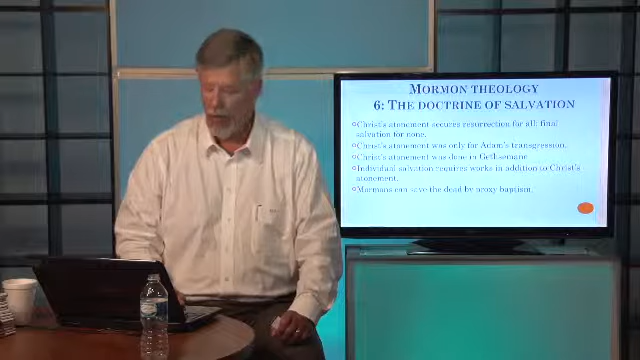 MORMON THEOLOGY
6: THE DOCTRINE OF SALVATION
Christ's atonement secures resurrection for all; final
salvation for none.
Christ's atonement was only for Adam's transgression.
Christ's atonement was done in Gethsemane
Individual salvation requires works in addition to Christ's
atonement.
Mormons can save the dead by proxy baptism.